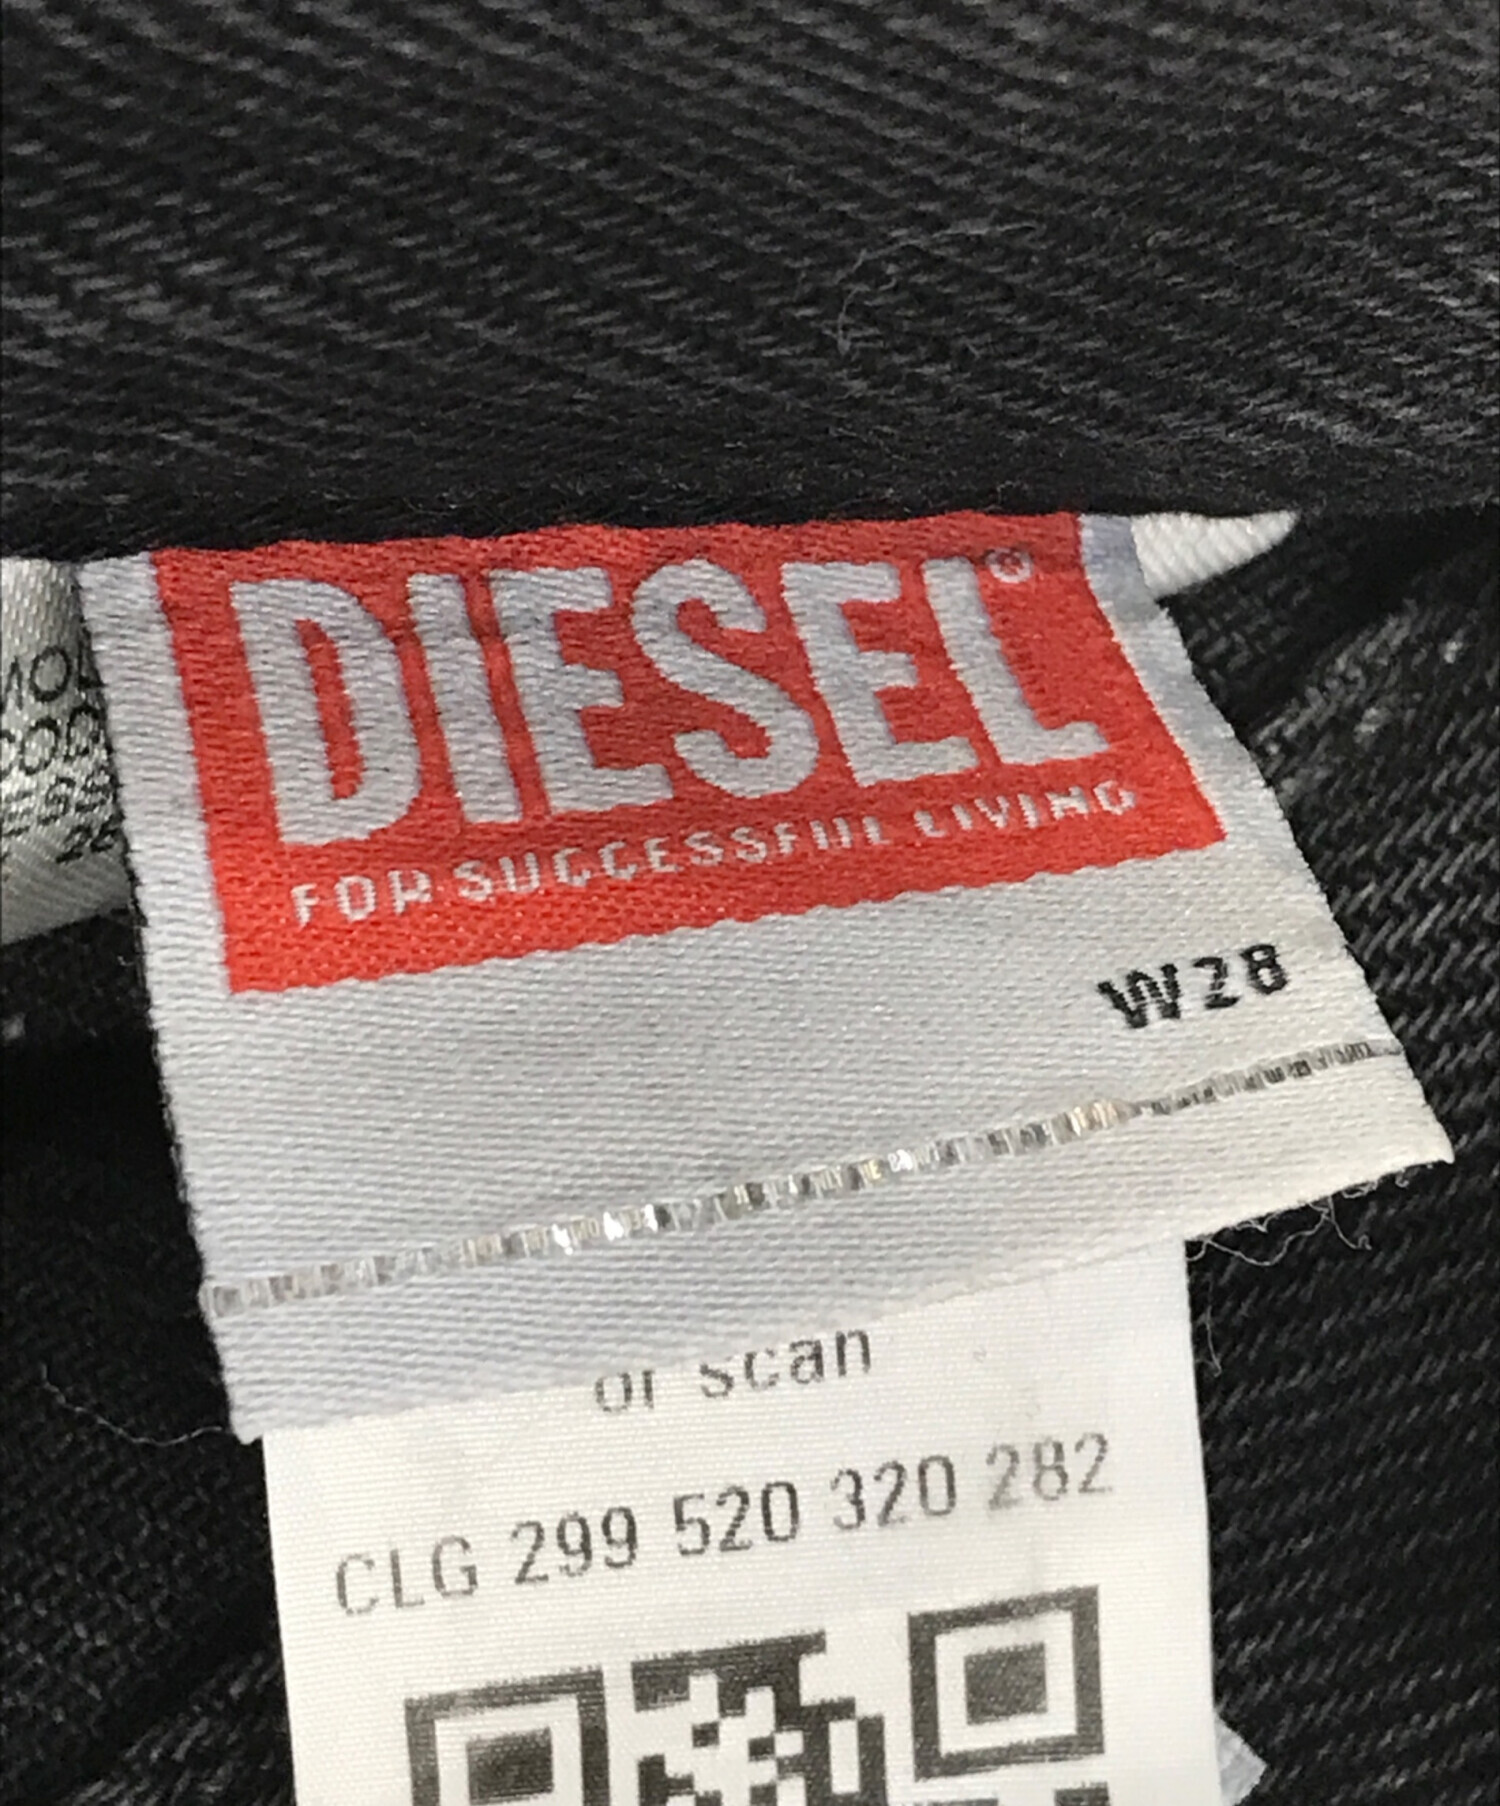 DIESEL®
FOR SUCCESSFUL LIVING
W28
or scan
CLG 299 520 320 282